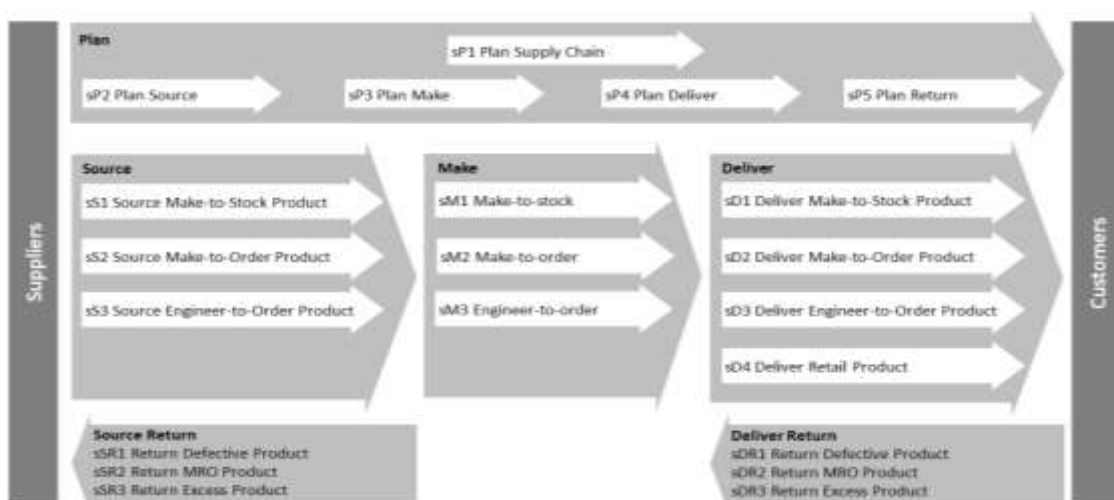 Suppliers
Plan
sP1 Plan Supply Chain
sP2 Plan Source
sP3 Plan Make
sP4 Plan Deliver
sP5 Plan Return
Source
sS1 Source Make-to-Stock Product
sS2 Source Make-to-Order Product
sS3 Source Engineer-to-Order Product
Make
sM1 Make-to-stock
sM2 Make-to-order
sM3 Engineer-to-order
Deliver
sD1 Deliver Make-to-Stock Product
sD2 Deliver Make-to-Order Product
sD3 Deliver Engineer-to-Order Product
sD4 Deliver Retail Product
Source Return
sSR1 Return Defective Product
sSR2 Return MRO Product
sSR3 Return Excess Product
Deliver Return
sDR1 Return Defective Product
sDR2 Return MRO Product
sDR3 Return Excess Product
Customers